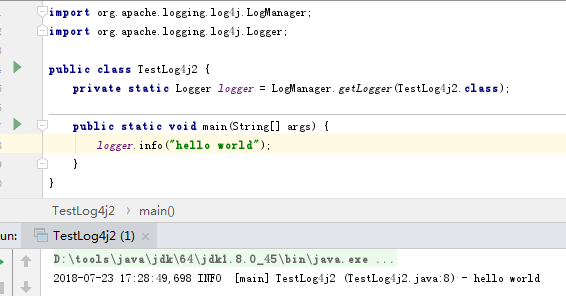 import org.apache.logging.log4j.LogManager;
import org.apache.logging.log4j.Logger;
public class TestLog4j2 {
private static Logger logger = LogManager.getLogger(TestLog4j2.class);
public static void main(String[] args) {
logger.info("hello world");
}
}
TestLog4j2 > main()
un: TestLog4j2 (1) ×
D:\tools\java\jdk\64\jdk1.8.0_45\bin\java.exe ...
2018-07-23 17:28:49,698 INFO [main] TestLog4j2 (TestLog4j2.java:8) - hello world